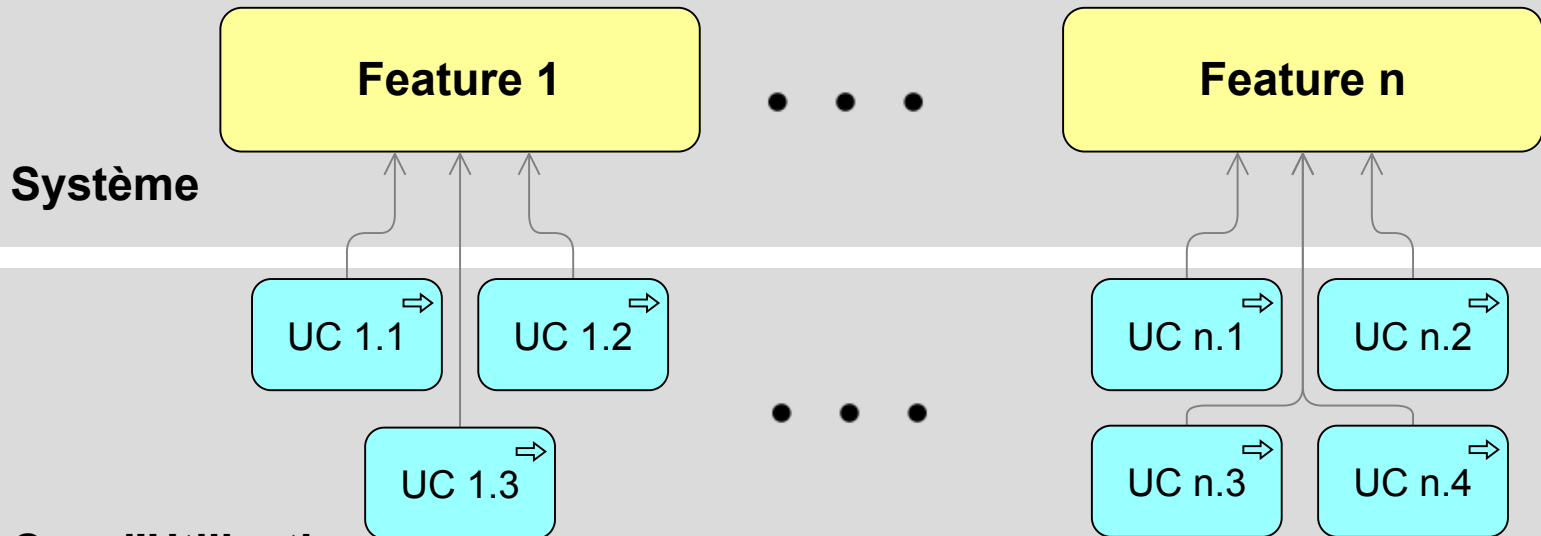 Feature 1
Feature n
Système
UC 1.1
UC 1.2
UC n.1
UC n.2
UC 1.3
UC n.3
UC n.4